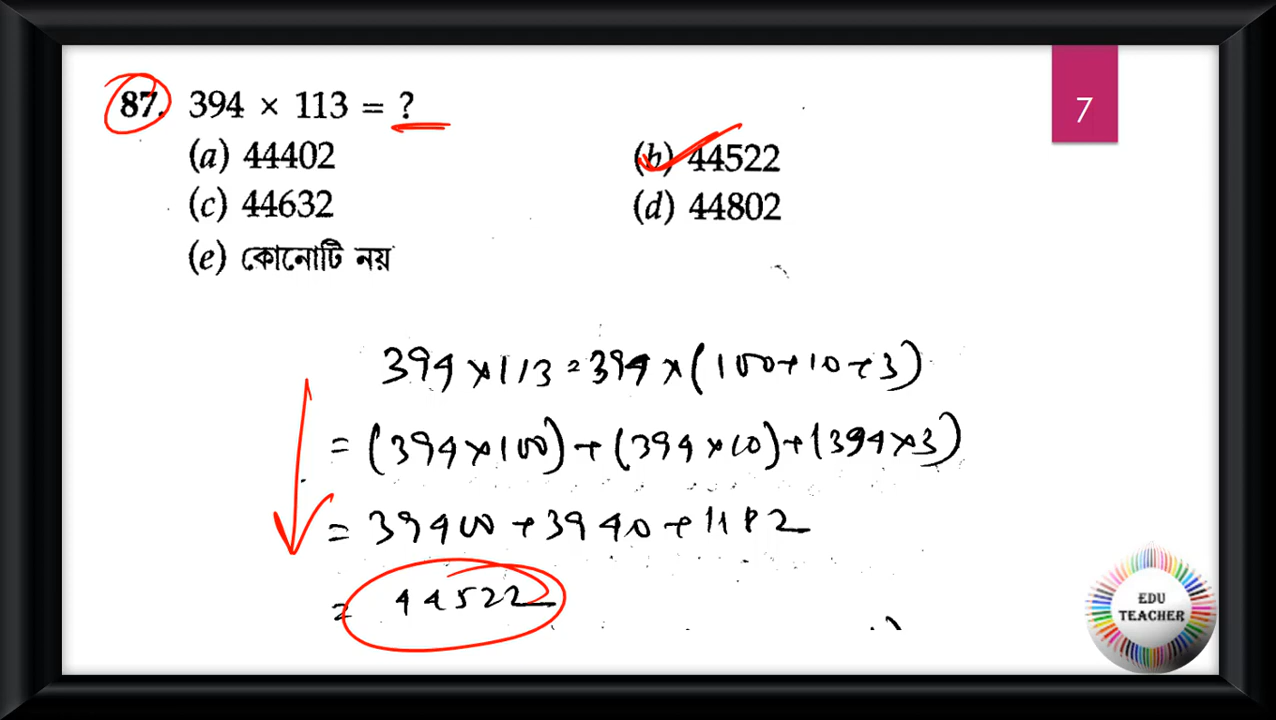 7
87. 394 × 113 = ?
(a) 44402
(b) 44522
(c) 44632
(d) 44802
(e) কোনোটি নয়
394 × 113 = 394 × (100 + 10 + 3)
= (394 × 100) + (394 × 10) + (394 × 3)
= 39400 + 3940 + 1182
= 44522
EDU
TEACHER